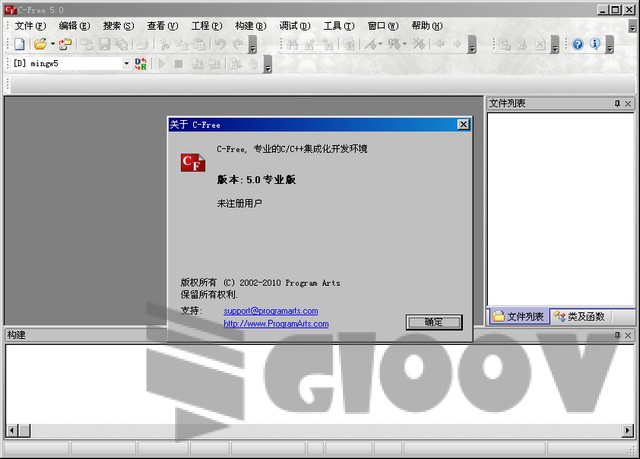 C-Free 5.0
文件(F) 编辑(E) 搜索(S) 查看(V) 工程(P) 构建(B) 调试(D) 工具(T) 窗口(W) 帮助(H)
[D] mingw5
文件列表
关于 C-Free
C-Free, 专业的C/C++集成化开发环境
版本: 5.0 专业版
未注册用户
版权所有 (C) 2002-2010 Program Arts
保留所有权利.
支持: support@programarts.com
http://www.ProgramArts.com
确定
文件列表 类及函数
构建
GIOOV